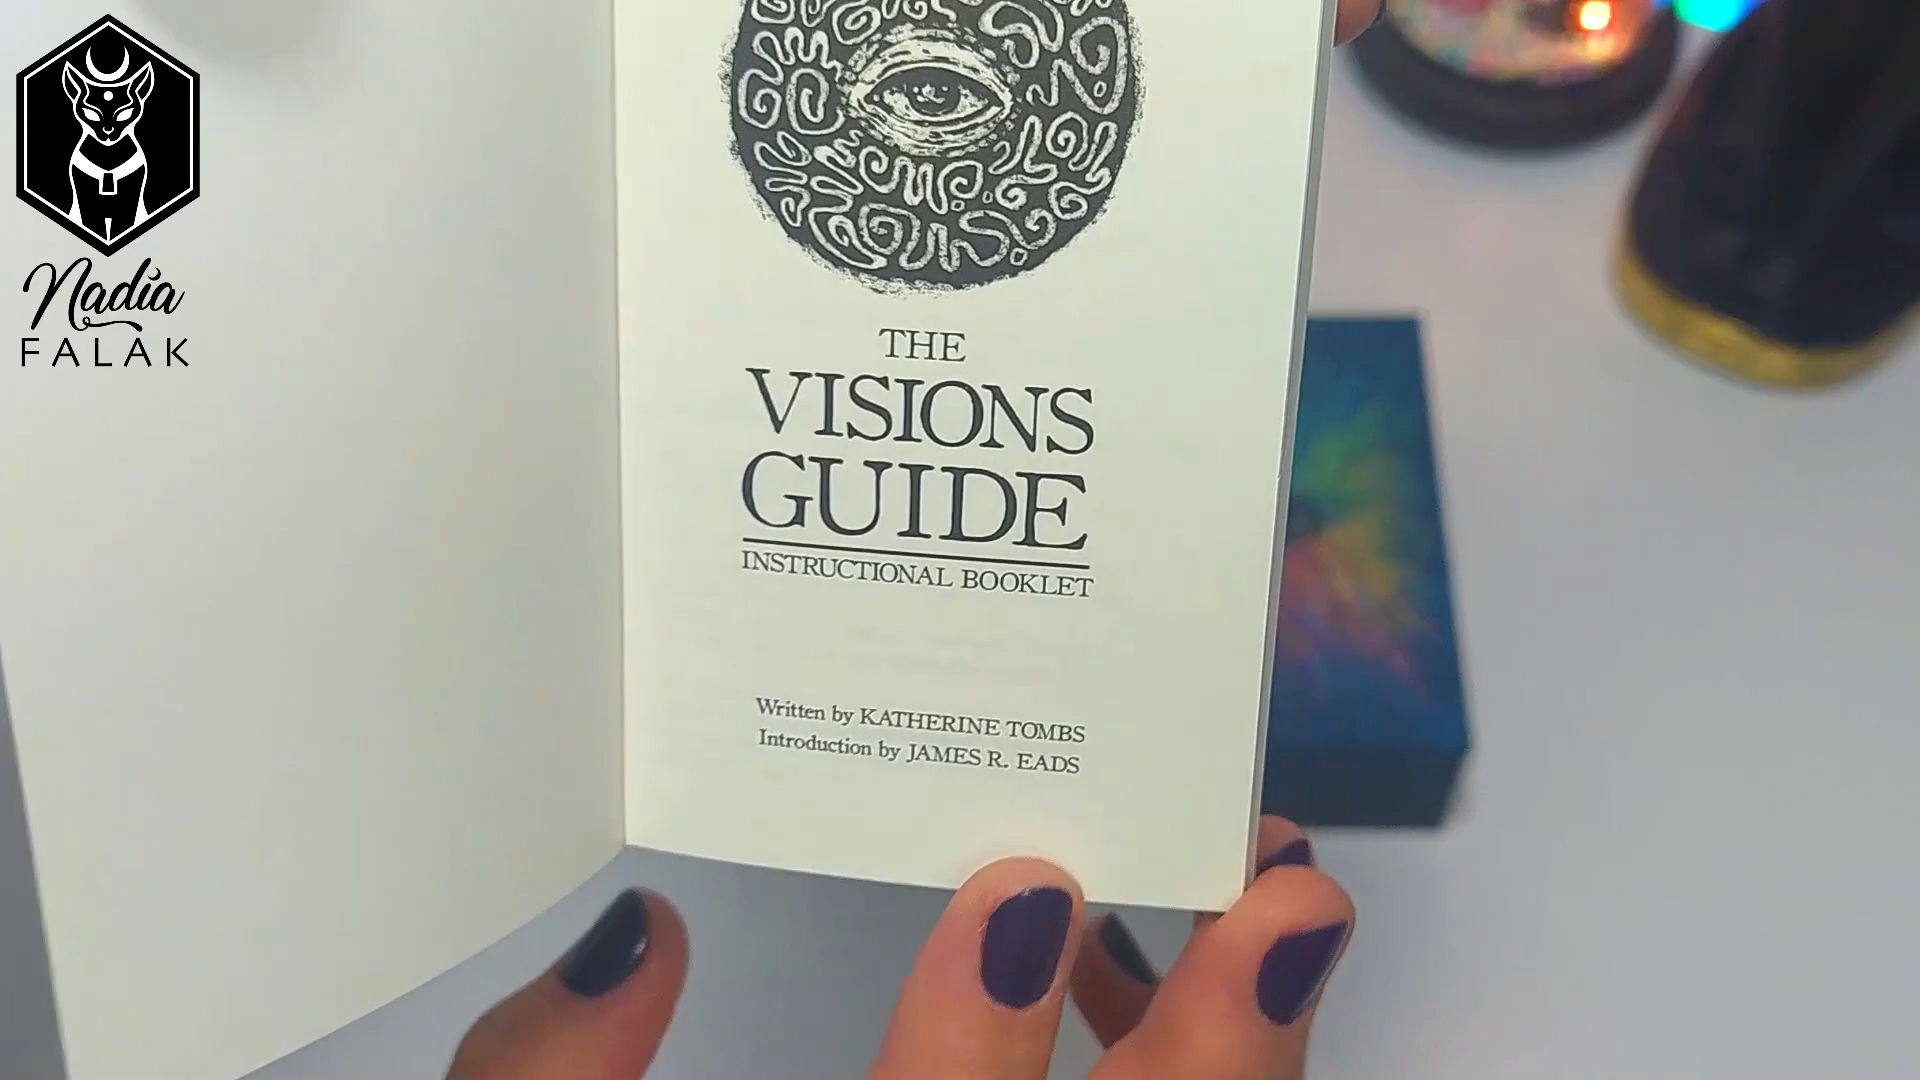 Nadia
FALAK
THE
VISIONS
GUIDE
INSTRUCTIONAL BOOKLET
Written by KATHERINE TOMBS
Introduction by JAMES R. EADS